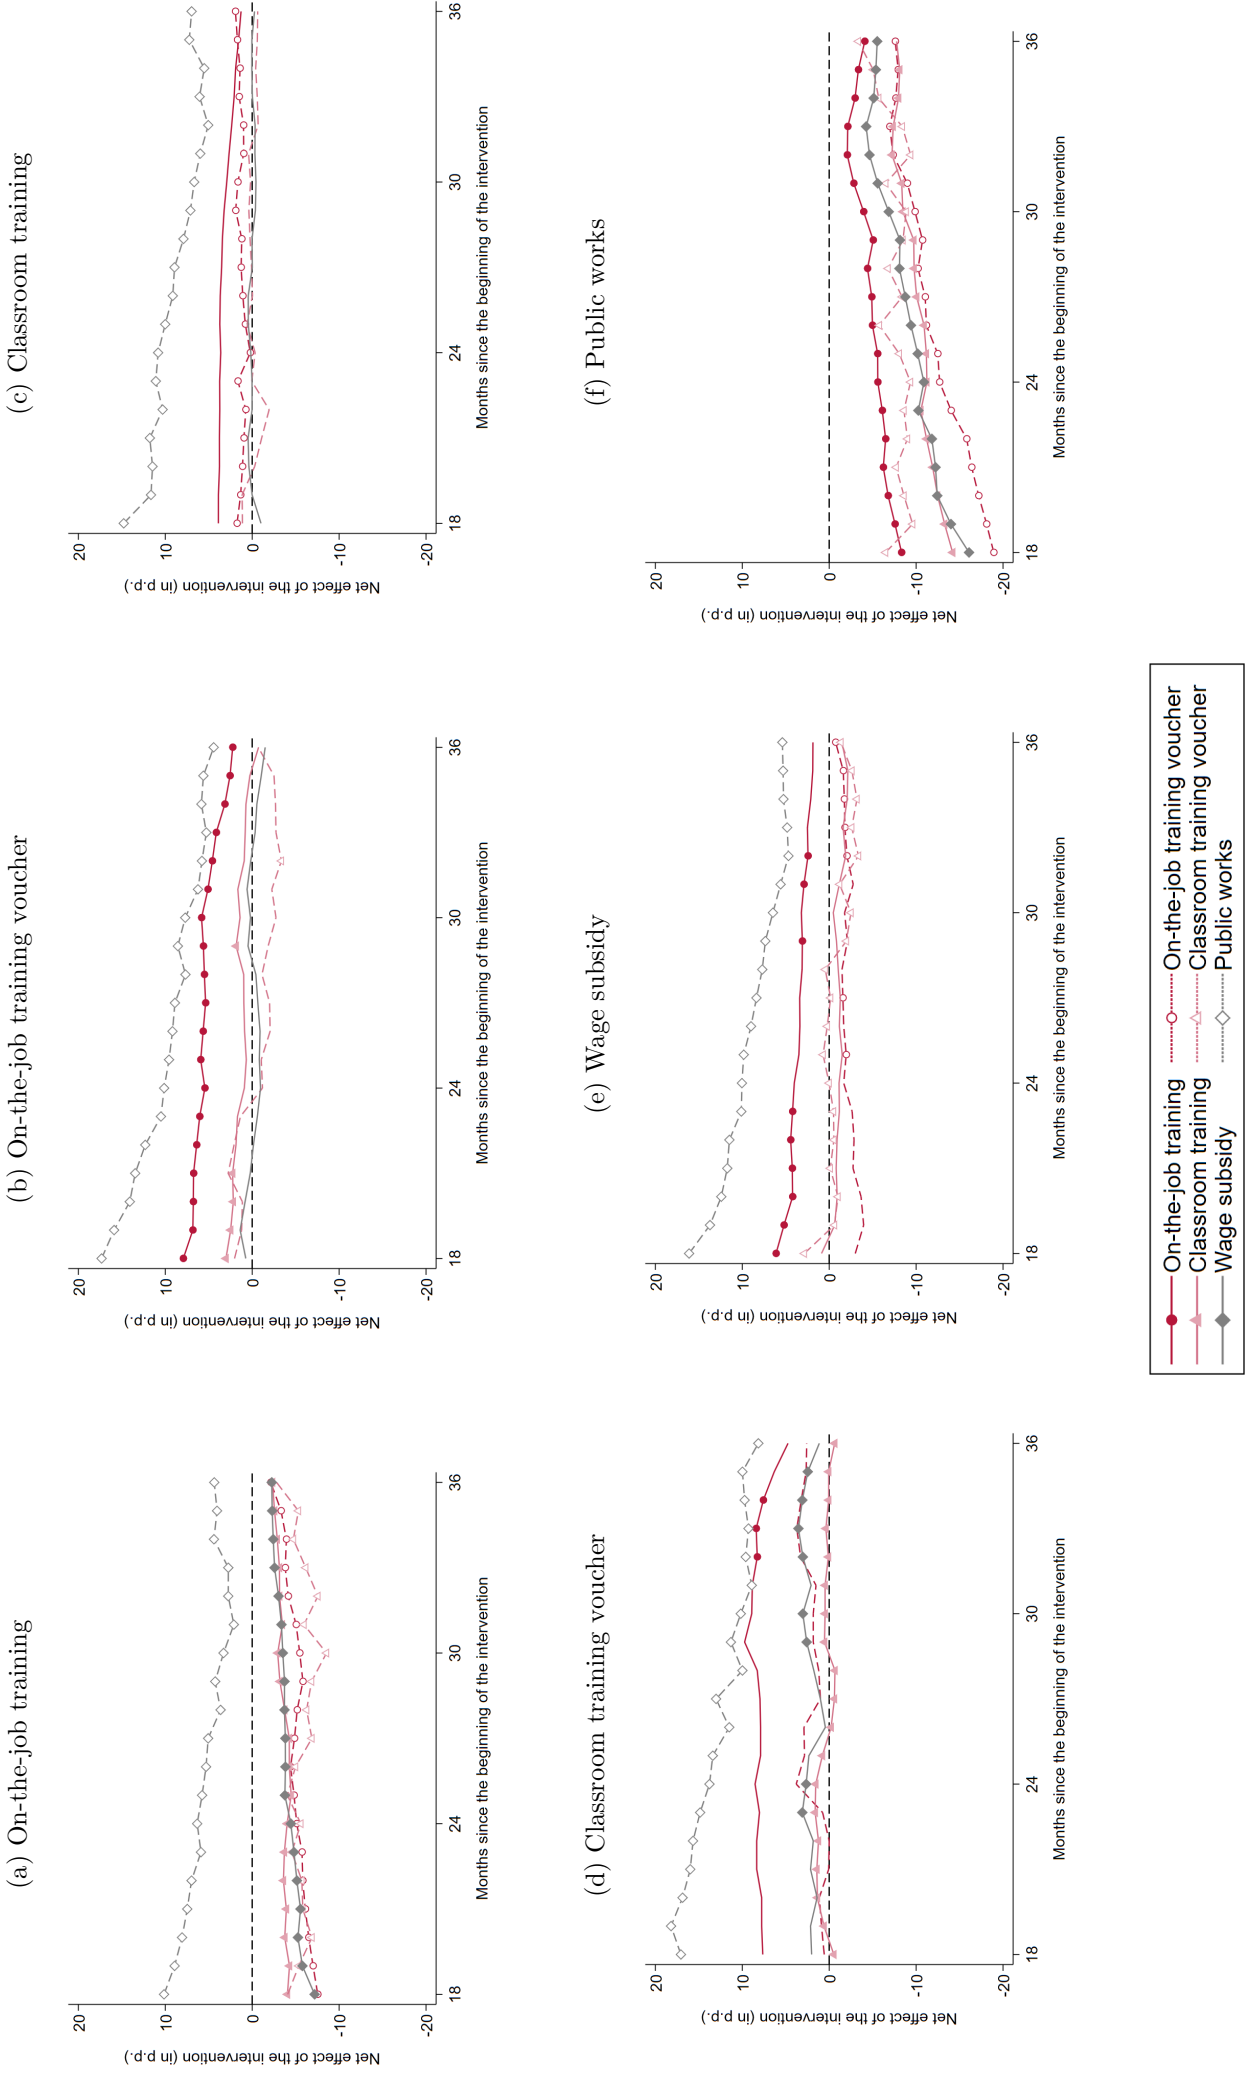 (a) On-the-job training
Net effect of the intervention (in p.p.)
20
10
0
-10
-20
18
24
30
36
Months since the beginning of the intervention
(b) On-the-job training voucher
Net effect of the intervention (in p.p.)
20
10
0
-10
-20
18
24
30
36
Months since the beginning of the intervention
(c) Classroom training
Net effect of the intervention (in p.p.)
20
10
0
-10
-20
18
24
30
36
Months since the beginning of the intervention
(d) Classroom training voucher
Net effect of the intervention (in p.p.)
20
10
0
-10
-20
18
24
30
36
Months since the beginning of the intervention
(e) Wage subsidy
Net effect of the intervention (in p.p.)
20
10
0
-10
-20
18
24
30
36
Months since the beginning of the intervention
(f) Public works
Net effect of the intervention (in p.p.)
20
10
0
-10
-20
18
24
30
36
Months since the beginning of the intervention
On-the-job training
On-the-job training voucher
Classroom training
Classroom training voucher
Wage subsidy
Public works